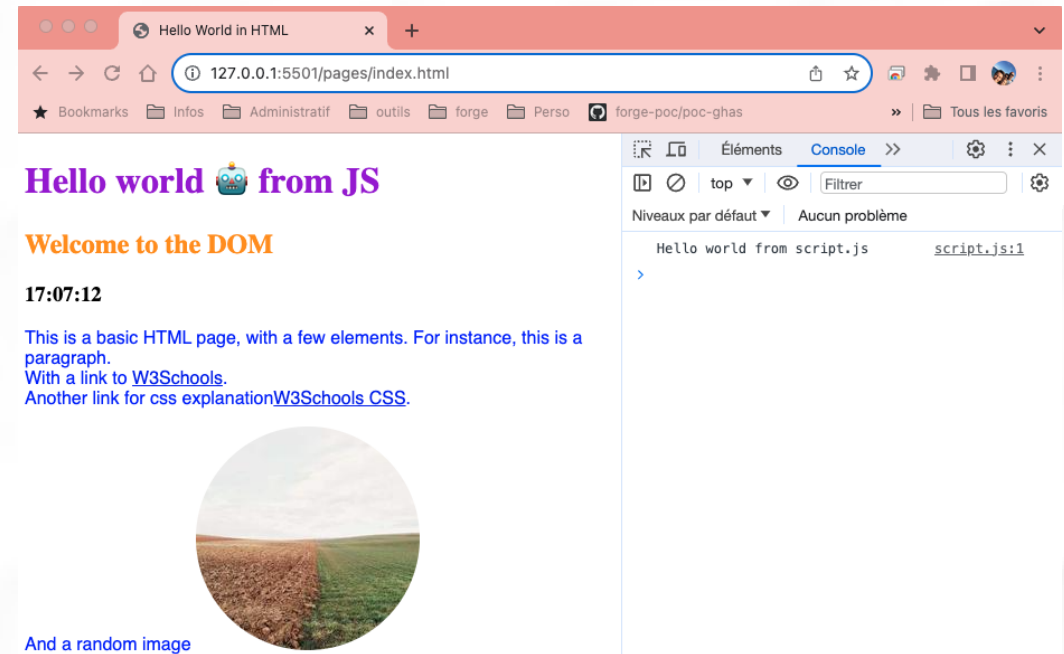 Hello World in HTML
127.0.0.1:5501/pages/index.html
Bookmarks Infos Administratif outils forge Perso forge-poc/poc-ghas » Tous les favoris
Hello world 🤖 from JS
Welcome to the DOM
17:07:12
This is a basic HTML page, with a few elements. For instance, this is a
paragraph.
With a link to W3Schools.
Another link for css explanationW3Schools CSS.
And a random image
Éléments Console
top Filtrer
Niveaux par défaut Aucun problème
Hello world from script.js script.js:1